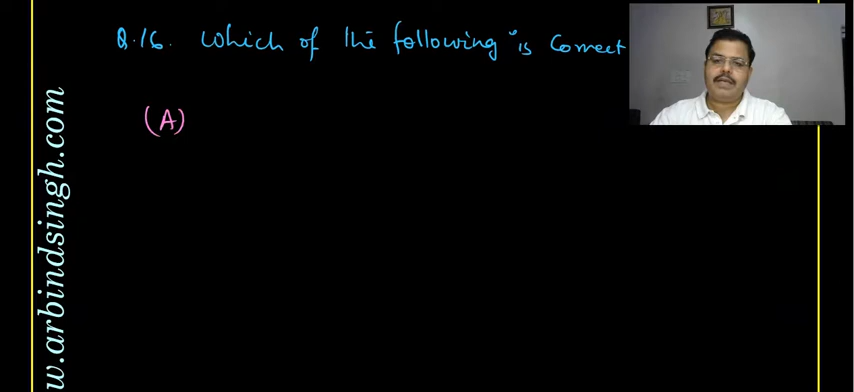 Q.16. Which of the following is correct
(A)
w.arbindsingh.com